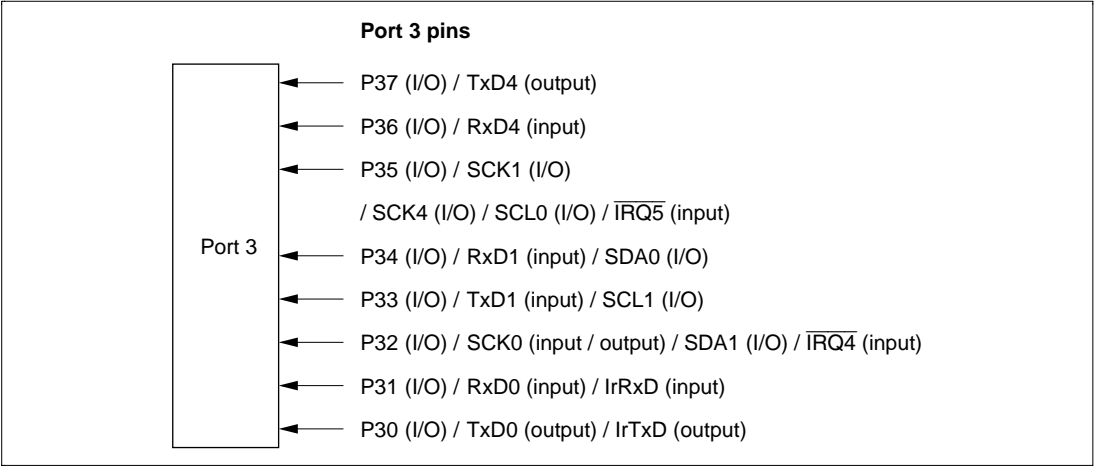 Port 3 pins
P37 (I/O) / TxD4 (output)
P36 (I/O) / RxD4 (input)
P35 (I/O) / SCK1 (I/O)
/ SCK4 (I/O) / SCL0 (I/O) / I̅R̅Q̅5̅ (input)
Port 3
P34 (I/O) / RxD1 (input) / SDA0 (I/O)
P33 (I/O) / TxD1 (input) / SCL1 (I/O)
P32 (I/O) / SCK0 (input / output) / SDA1 (I/O) / I̅R̅Q̅4̅ (input)
P31 (I/O) / RxD0 (input) / IrRxD (input)
P30 (I/O) / TxD0 (output) / IrTxD (output)